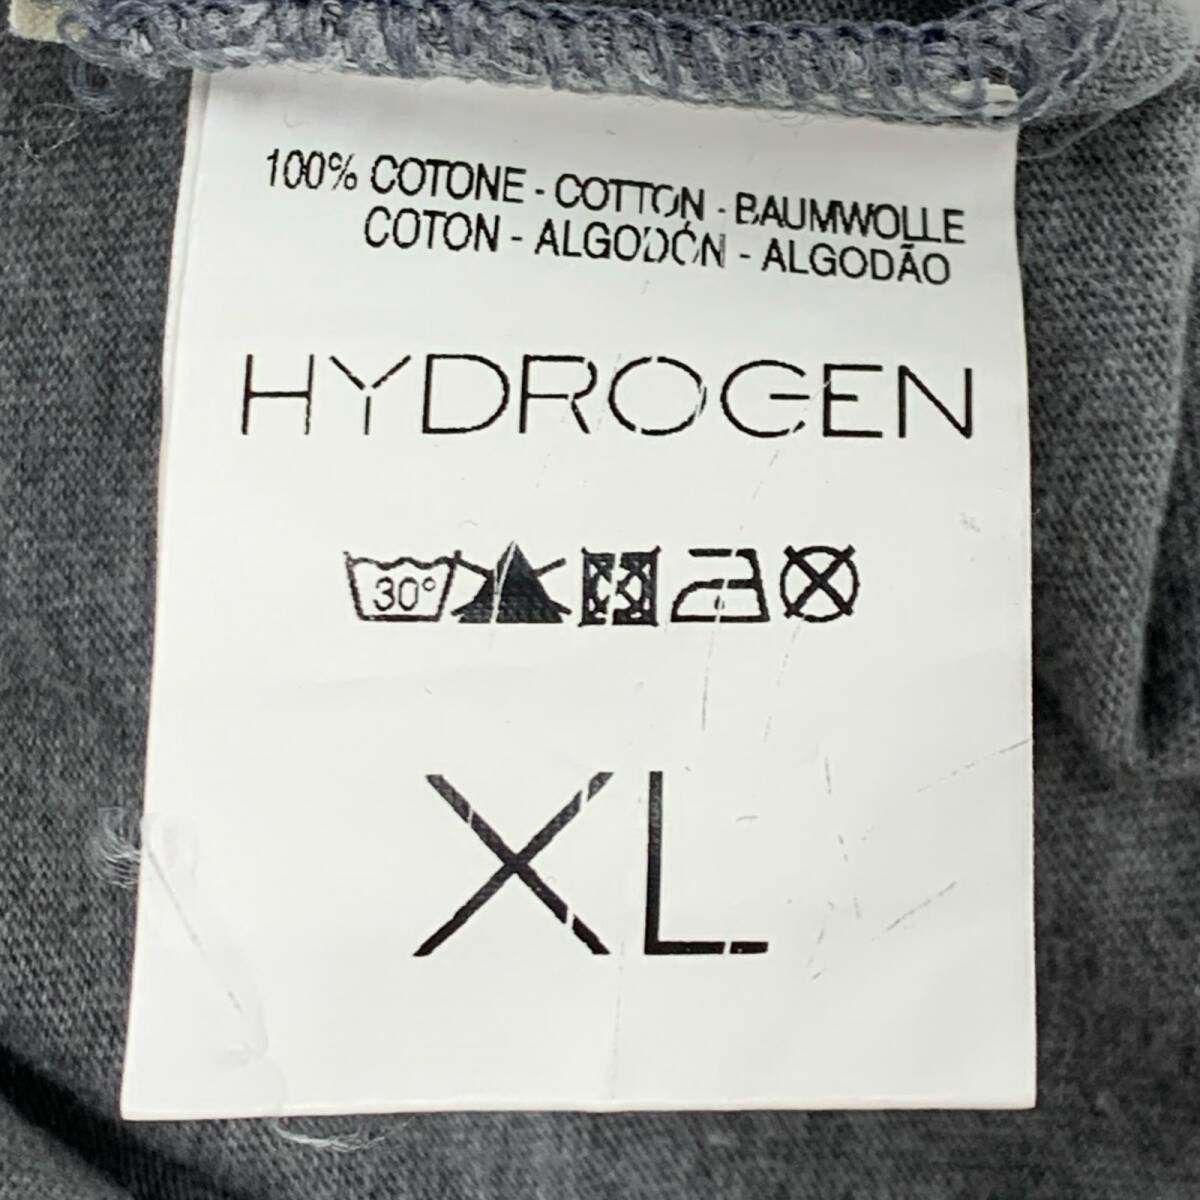 100% COTONE - COTTON - BAUMWOLLE
COTON - ALGODÓN - ALGODÃO
HYDROGEN
30°
XL